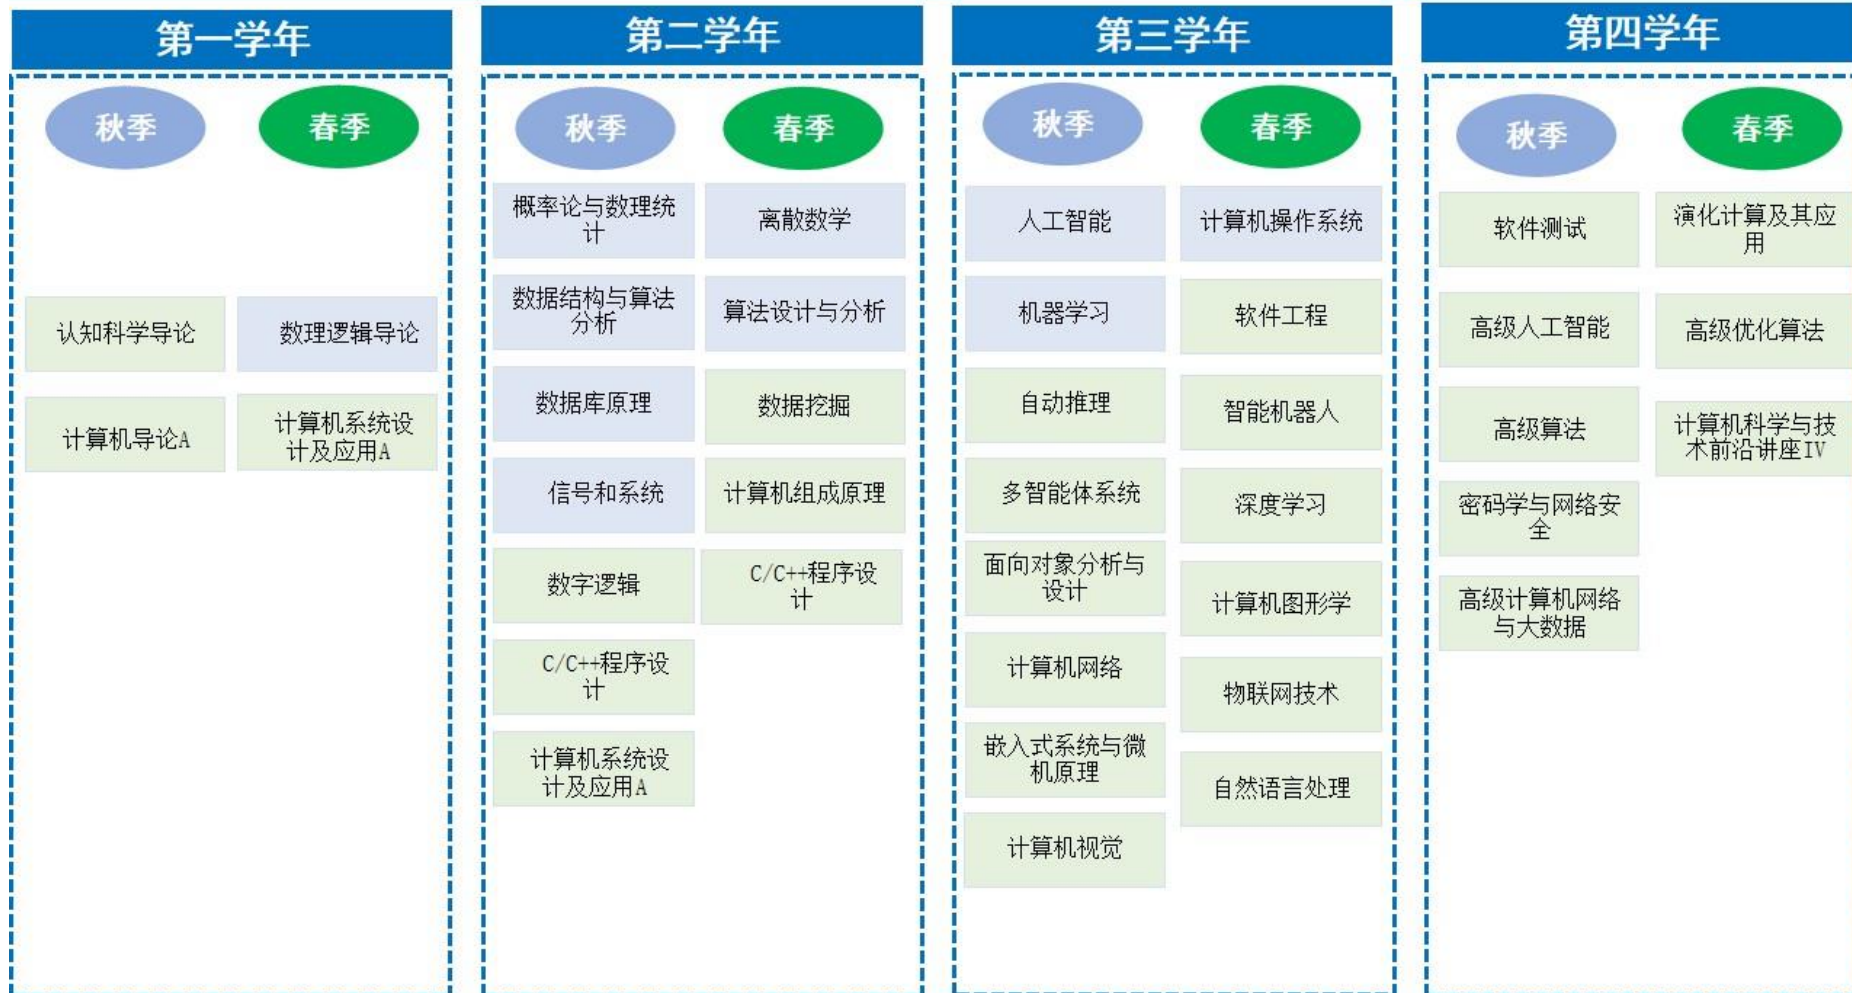 第一学年
秋季
春季
认知科学导论
数理逻辑导论
计算机导论A
计算机系统设
计及应用A
第二学年
秋季
春季
概率论与数理统
计
离散数学
数据结构与算法
分析
算法设计与分析
数据库原理
数据挖掘
信号和系统
计算机组成原理
数字逻辑
C/C++程序设
计
C/C++程序设
计
计算机系统设
计及应用A
第三学年
秋季
春季
人工智能
计算机操作系统
机器学习
软件工程
自动推理
智能机器人
多智能体系统
深度学习
面向对象分析与
设计
计算机图形学
计算机网络
物联网技术
嵌入式系统与微
机原理
自然语言处理
计算机视觉
第四学年
秋季
春季
软件测试
演化计算及其应
用
高级人工智能
高级优化算法
高级算法
计算机科学与技
术前沿讲座IV
密码学与网络安
全
高级计算机网络
与大数据